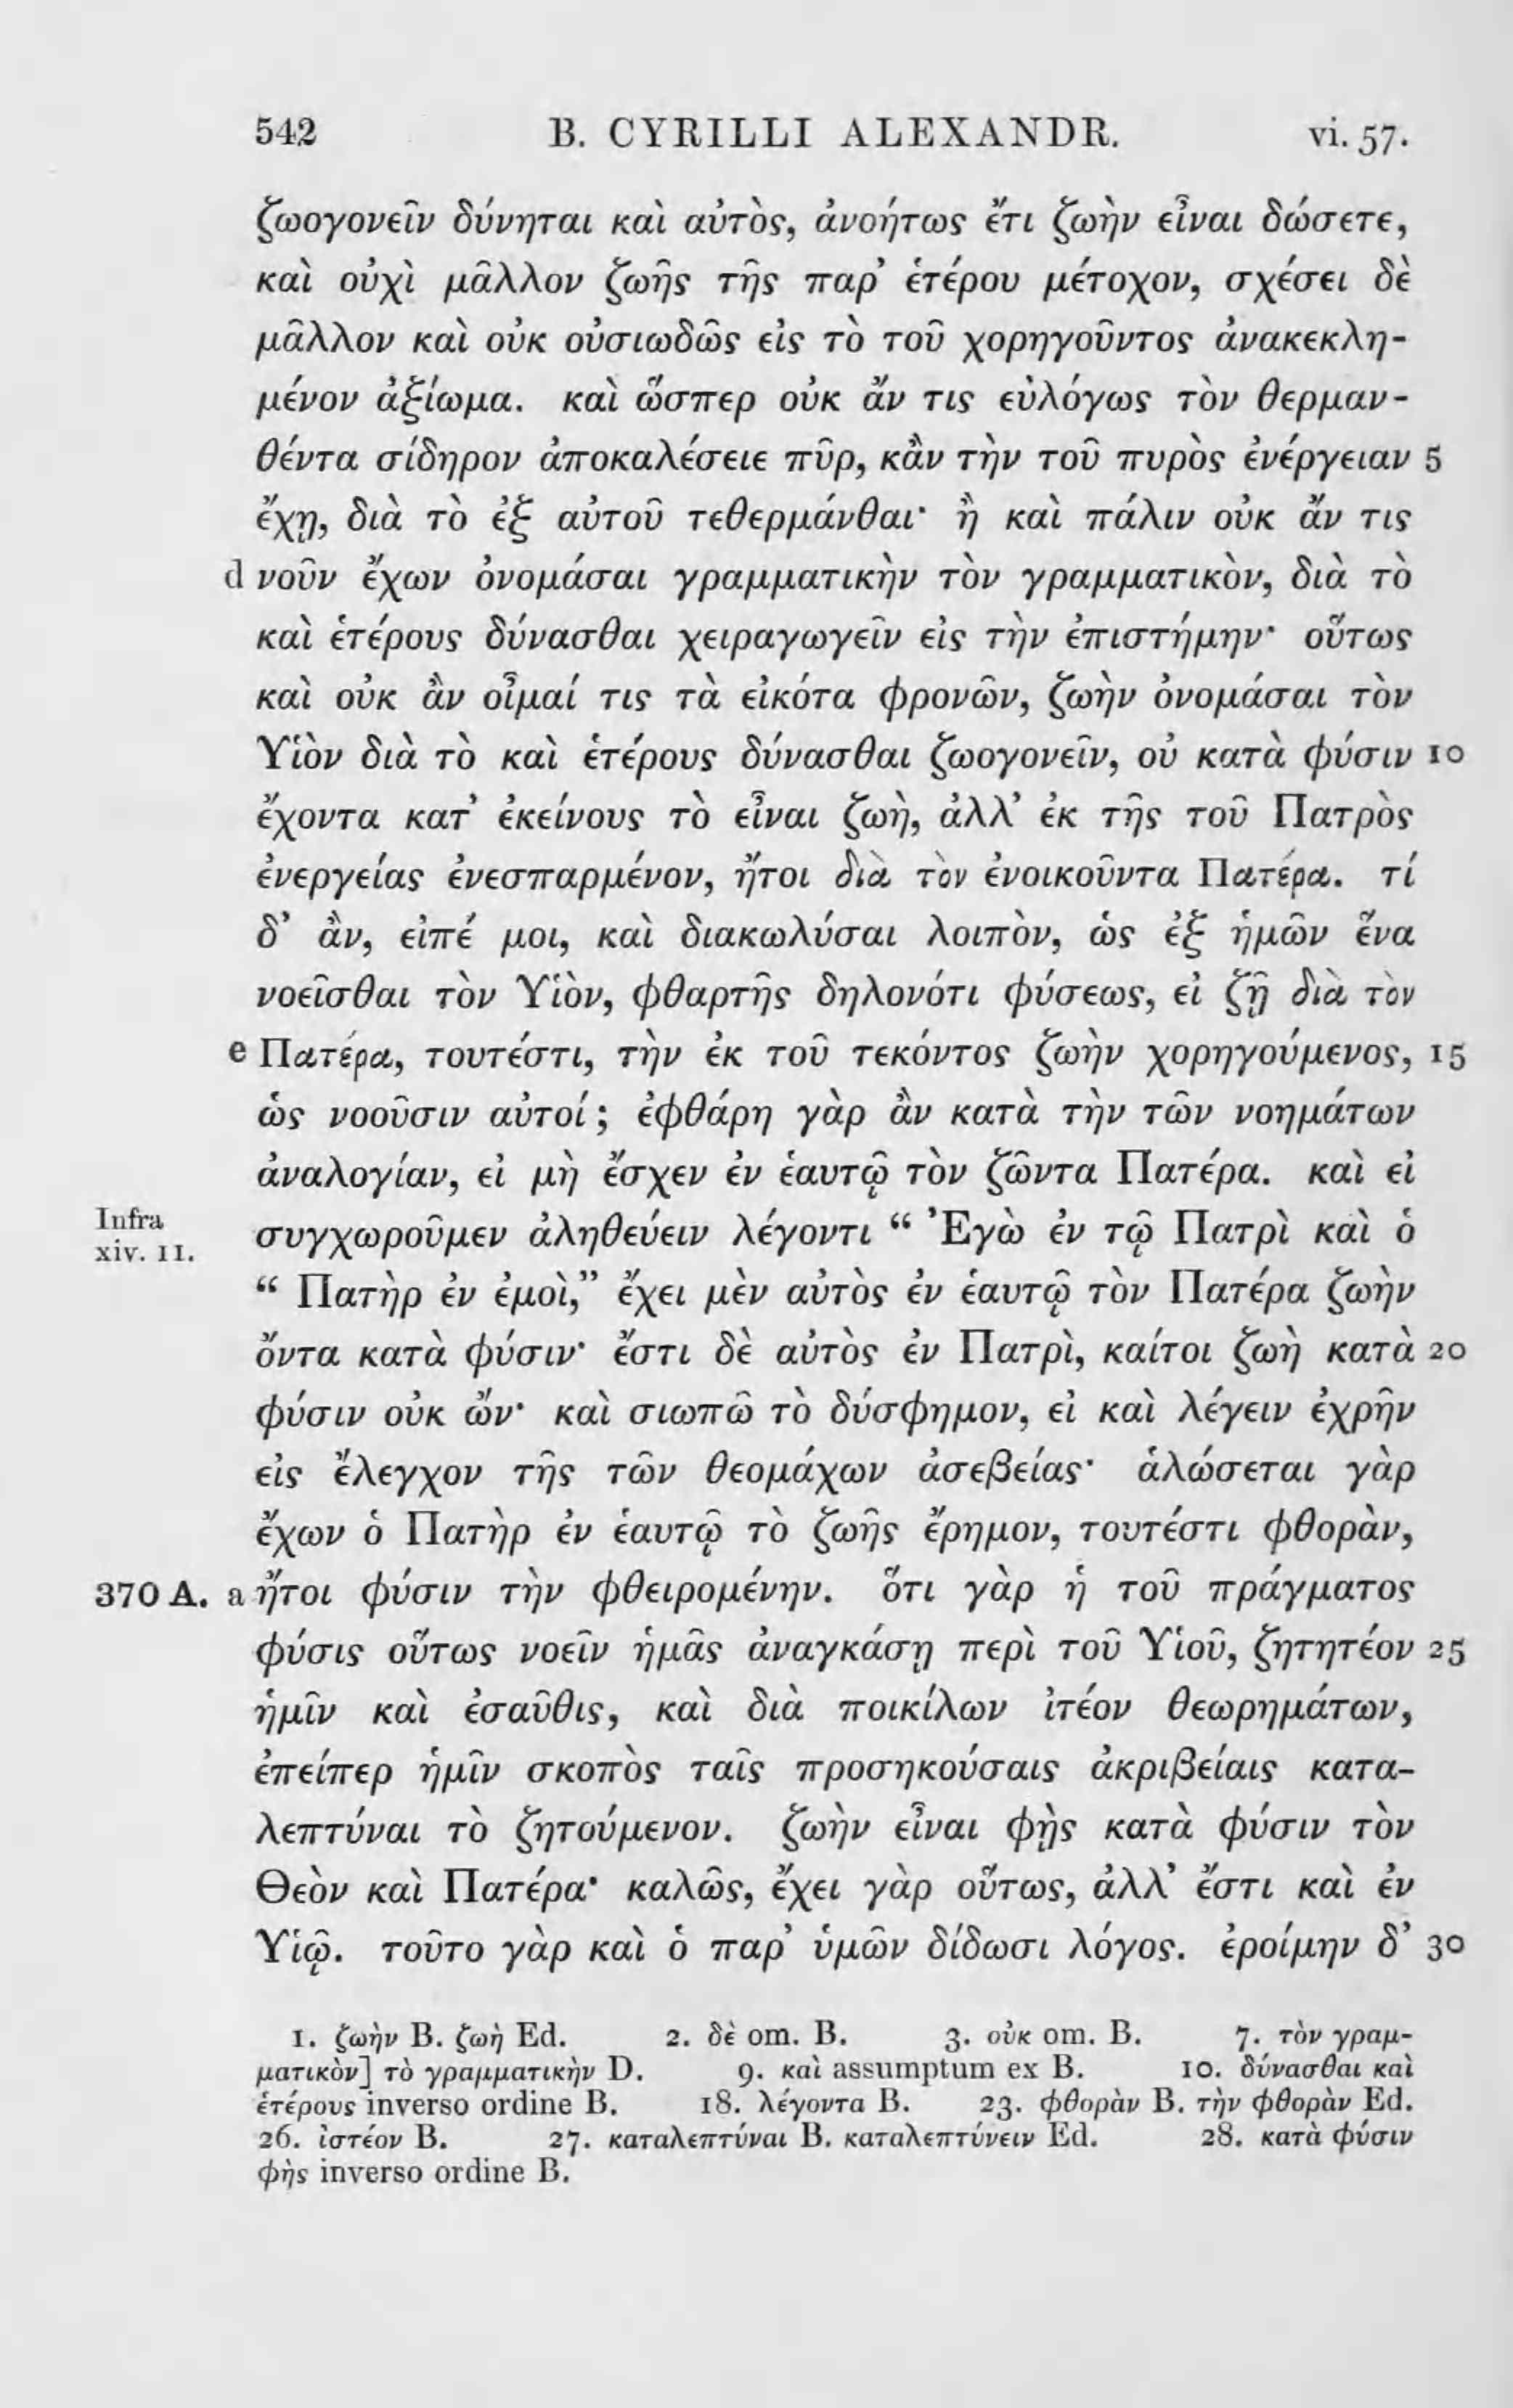 542 B. CYRILLI ALEXANDR. vi. 57.
ζωογονεῖν δύνηται καὶ αὐτὸς, ἀνοήτως ἔτι ζωὴν εἶναι δώσετε,
καὶ οὐχὶ μᾶλλον ζωῆς τῆς παρ’ ἑτέρου μέτοχον, σχέσει δὲ
μᾶλλον καὶ οὐκ οὐσιωδῶς εἰς τὸ τοῦ χορηγοῦντος ἀνακεκλη-
μένον ἀξίωμα. καὶ ὥσπερ οὐκ ἄν τις εὐλόγως τὸν θερμαν-
θέντα σίδηρον ἀποκαλέσειε πῦρ, κἂν τὴν τοῦ πυρὸς ἐνέργειαν 5
ἔχῃ, διὰ τὸ ἐξ αὐτοῦ τεθερμάνθαι· ἢ καὶ πάλιν οὐκ ἄν τις
d νοῦν ἔχων ὀνομάσαι γραμματικὴν τὸν γραμματικὸν, διὰ τὸ
καὶ ἑτέρους δύνασθαι χειραγωγεῖν εἰς τὴν ἐπιστήμην· οὕτως
καὶ οὐκ ἂν οἶμαί τις τὰ εἰκότα φρονῶν, ζωὴν ὀνομάσαι τὸν
Υἱὸν διὰ τὸ καὶ ἑτέρους δύνασθαι ζωογονεῖν, οὐ κατὰ φύσιν 10
ἔχοντα κατ’ ἐκείνους τὸ εἶναι ζωὴ, ἀλλ’ ἐκ τῆς τοῦ Πατρὸς
ἐνεργείας ἐνεσπαρμένον, ἤτοι διὰ τὸν ἐνοικοῦντα Πατέρα. τί
δ’ ἂν, εἰπέ μοι, καὶ διακωλύσαι λοιπὸν, ὡς ἐξ ἡμῶν ἕνα
νοεῖσθαι τὸν Υἱὸν, φθαρτῆς δηλονότι φύσεως, εἰ ζῇ διὰ τὸν
e Πατέρα, τουτέστι, τὴν ἐκ τοῦ τεκόντος ζωὴν χορηγούμενος, 15
ὡς νοοῦσιν αὐτοί; ἐφθάρη γὰρ ἂν κατὰ τὴν τῶν νοημάτων
ἀναλογίαν, εἰ μὴ ἔσχεν ἐν ἑαυτῷ τὸν ζῶντα Πατέρα. καὶ εἰ
Infra
xiv. 11.
συγχωροῦμεν ἀληθεύειν λέγοντι “ Ἐγὼ ἐν τῷ Πατρὶ καὶ ὁ
“ Πατὴρ ἐν ἐμοὶ,” ἔχει μὲν αὐτὸς ἐν ἑαυτῷ τὸν Πατέρα ζωὴν
ὄντα κατὰ φύσιν· ἔστι δὲ αὐτὸς ἐν Πατρὶ, καίτοι ζωὴ κατὰ 20
φύσιν οὐκ ὤν· καὶ σιωπῶ τὸ δύσφημον, εἰ καὶ λέγειν ἐχρῆν
εἰς ἔλεγχον τῆς τῶν θεομάχων ἀσεβείας· ἁλώσεται γὰρ
ἔχων ὁ Πατὴρ ἐν ἑαυτῷ τὸ ζωῆς ἔρημον, τουτέστι φθορὰν,
370 A. a ἤτοι φύσιν τὴν φθειρομένην. ὅτι γὰρ ἡ τοῦ πράγματος
φύσις οὕτως νοεῖν ἡμᾶς ἀναγκάσῃ περὶ τοῦ Υἱοῦ, ζητητέον 25
ἡμῖν καὶ ἐσαῦθις, καὶ διὰ ποικίλων ἰτέον θεωρημάτων,
ἐπείπερ ἡμῖν σκοπὸς ταῖς προσηκούσαις ἀκριβείαις κατα-
λεπτύναι τὸ ζητούμενον. ζωὴν εἶναι φῂς κατὰ φύσιν τὸν
Θεὸν καὶ Πατέρα· καλῶς, ἔχει γὰρ οὕτως, ἀλλ’ ἔστι καὶ ἐν
Υἱῷ. τοῦτο γὰρ καὶ ὁ παρ’ ὑμῶν δίδωσι λόγος. ἐροίμην δ’ 30
1. ζωὴν B. ζωὴ Ed. 2. δὲ om. B. 3. οὐκ om. B. 7. τὸν γραμ-
ματικὸν] τὸ γραμματικὴν D. 9. καὶ assumptum ex B. 10. δύνασθαι καὶ
ἑτέρους inverso ordine B. 18. λέγοντα B. 23. φθορὰν B. τὴν φθορὰν Ed.
26. ἰστέον B. 27. καταλεπτύναι B. καταλεπτύνειν Ed. 28. κατὰ φύσιν
φὴς inverso ordine B.